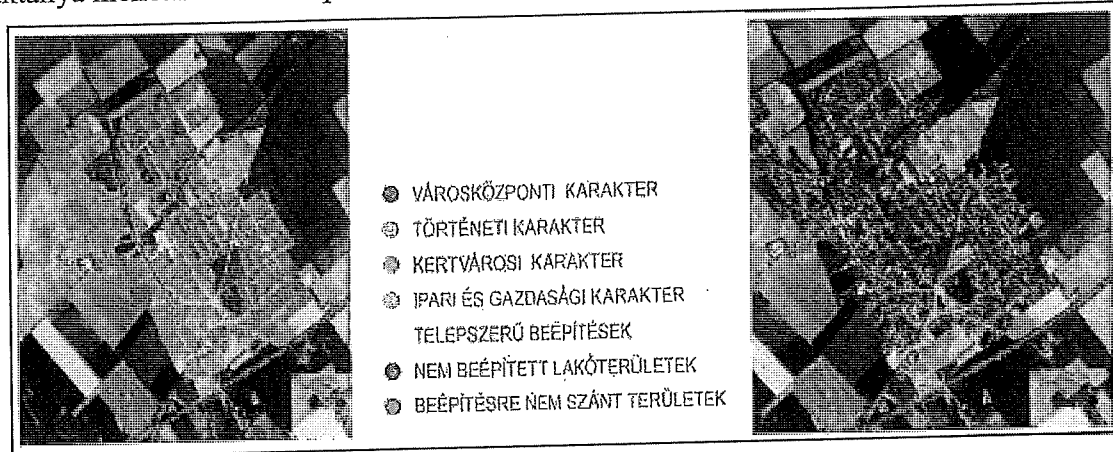 VÁROSKÖZPONTI KARAKTER
TÖRTÉNETI KARAKTER
KERTVÁROSI KARAKTER
IPARI ÉS GAZDASÁGI KARAKTER
TELEPSZERŰ BEÉPÍTÉSEK
NEM BEÉPÍTETT LAKÓTERÜLETEK
BEÉPÍTÉSRE NEM SZÁNT TERÜLETEK